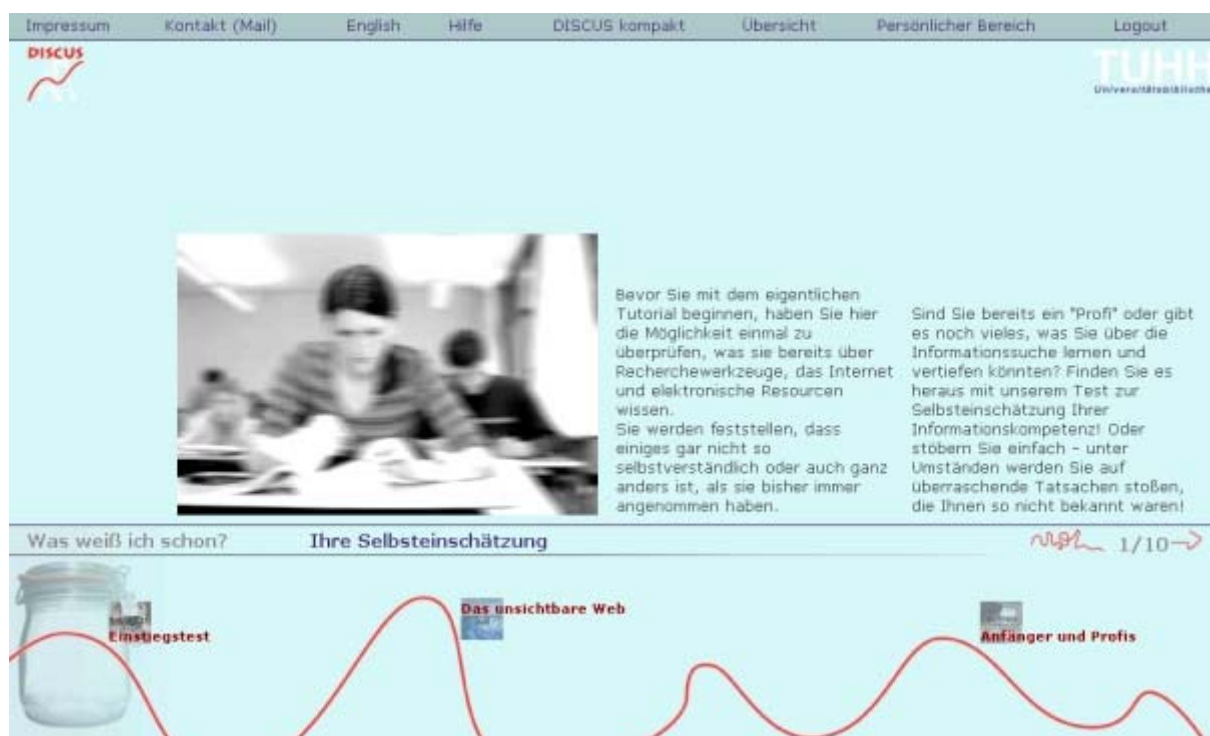 Impressum Kontakt (Mail) English Hilfe DISCUS kompakt Übersicht Persönlicher Bereich Logout
DISCUS
TUHH
Universitätsbibliothe
Bevor Sie mit dem eigentlichen
Tutorial beginnen, haben Sie hier
die Möglichkeit einmal zu
überprüfen, was sie bereits über
Recherchewerkzeuge, das Internet
und elektronische Resourcen
wissen.
Sie werden feststellen, dass
einiges gar nicht so
selbstverständlich oder auch ganz
anders ist, als sie bisher immer
angenommen haben.
Sind Sie bereits ein "Profi" oder gibt
es noch vieles, was Sie über die
Informationssuche lernen und
vertiefen könnten? Finden Sie es
heraus mit unserem Test zur
Selbsteinschätzung Ihrer
Informationskompetenz! Oder
stöbern Sie einfach - unter
Umständen werden Sie auf
überraschende Tatsachen stoßen,
die Ihnen so nicht bekannt waren!
Was weiß ich schon? Ihre Selbsteinschätzung 1/10
Das unsichtbare Web
Einstiegstest
Anfänger und Profis